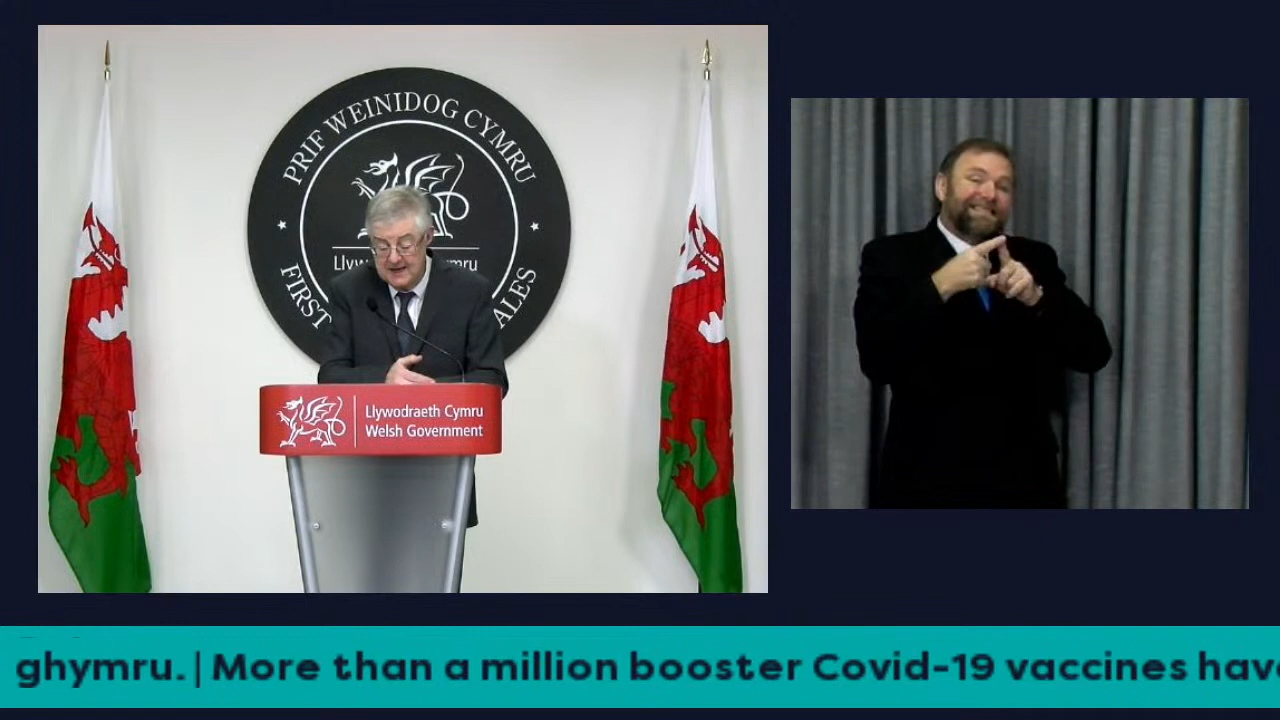 PRIF WEINIDOG CYMRU
FIRST
ALES
Llywodraeth Cymru
Welsh Government
ghymru. | More than a million booster Covid-19 vaccines hav